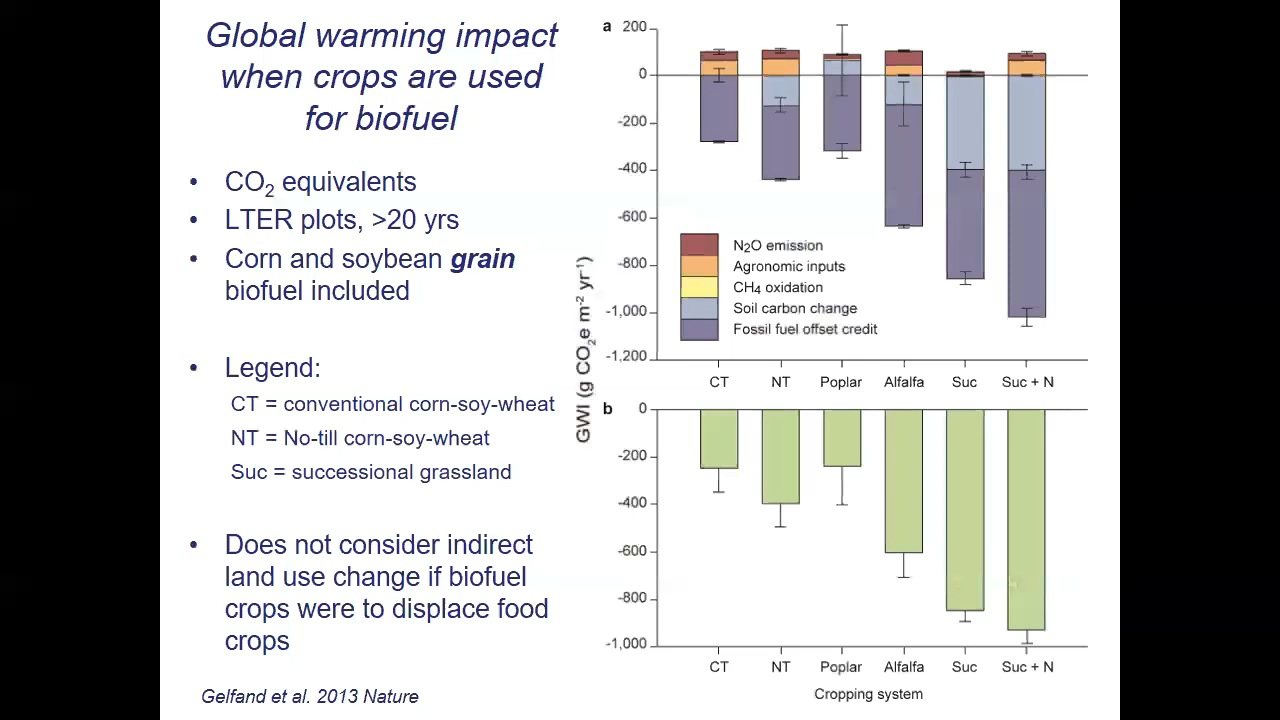 Global warming impact
when crops are used
for biofuel
• CO2 equivalents
• LTER plots, >20 yrs
• Corn and soybean grain
biofuel included
• Legend:
CT = conventional corn-soy-wheat
NT = No-till corn-soy-wheat
Suc = successional grassland
• Does not consider indirect
land use change if biofuel
crops were to displace food
crops
Gelfand et al. 2013 Nature
GWI (g CO2e m-2 yr-1)
a
200
0
-200
-400
-600
-800
-1,000
-1,200
N2O emission
Agronomic inputs
CH4 oxidation
Soil carbon change
Fossil fuel offset credit
CT NT Poplar Alfalfa Suc Suc + N
b
0
-200
-400
-600
-800
-1,000
CT NT Poplar Alfalfa Suc Suc + N
Cropping system